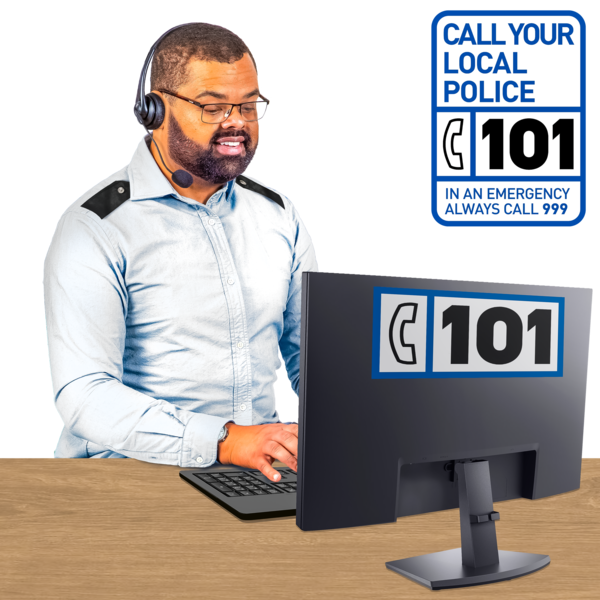 CALL YOUR
LOCAL
POLICE
101
IN AN EMERGENCY
ALWAYS CALL 999
101